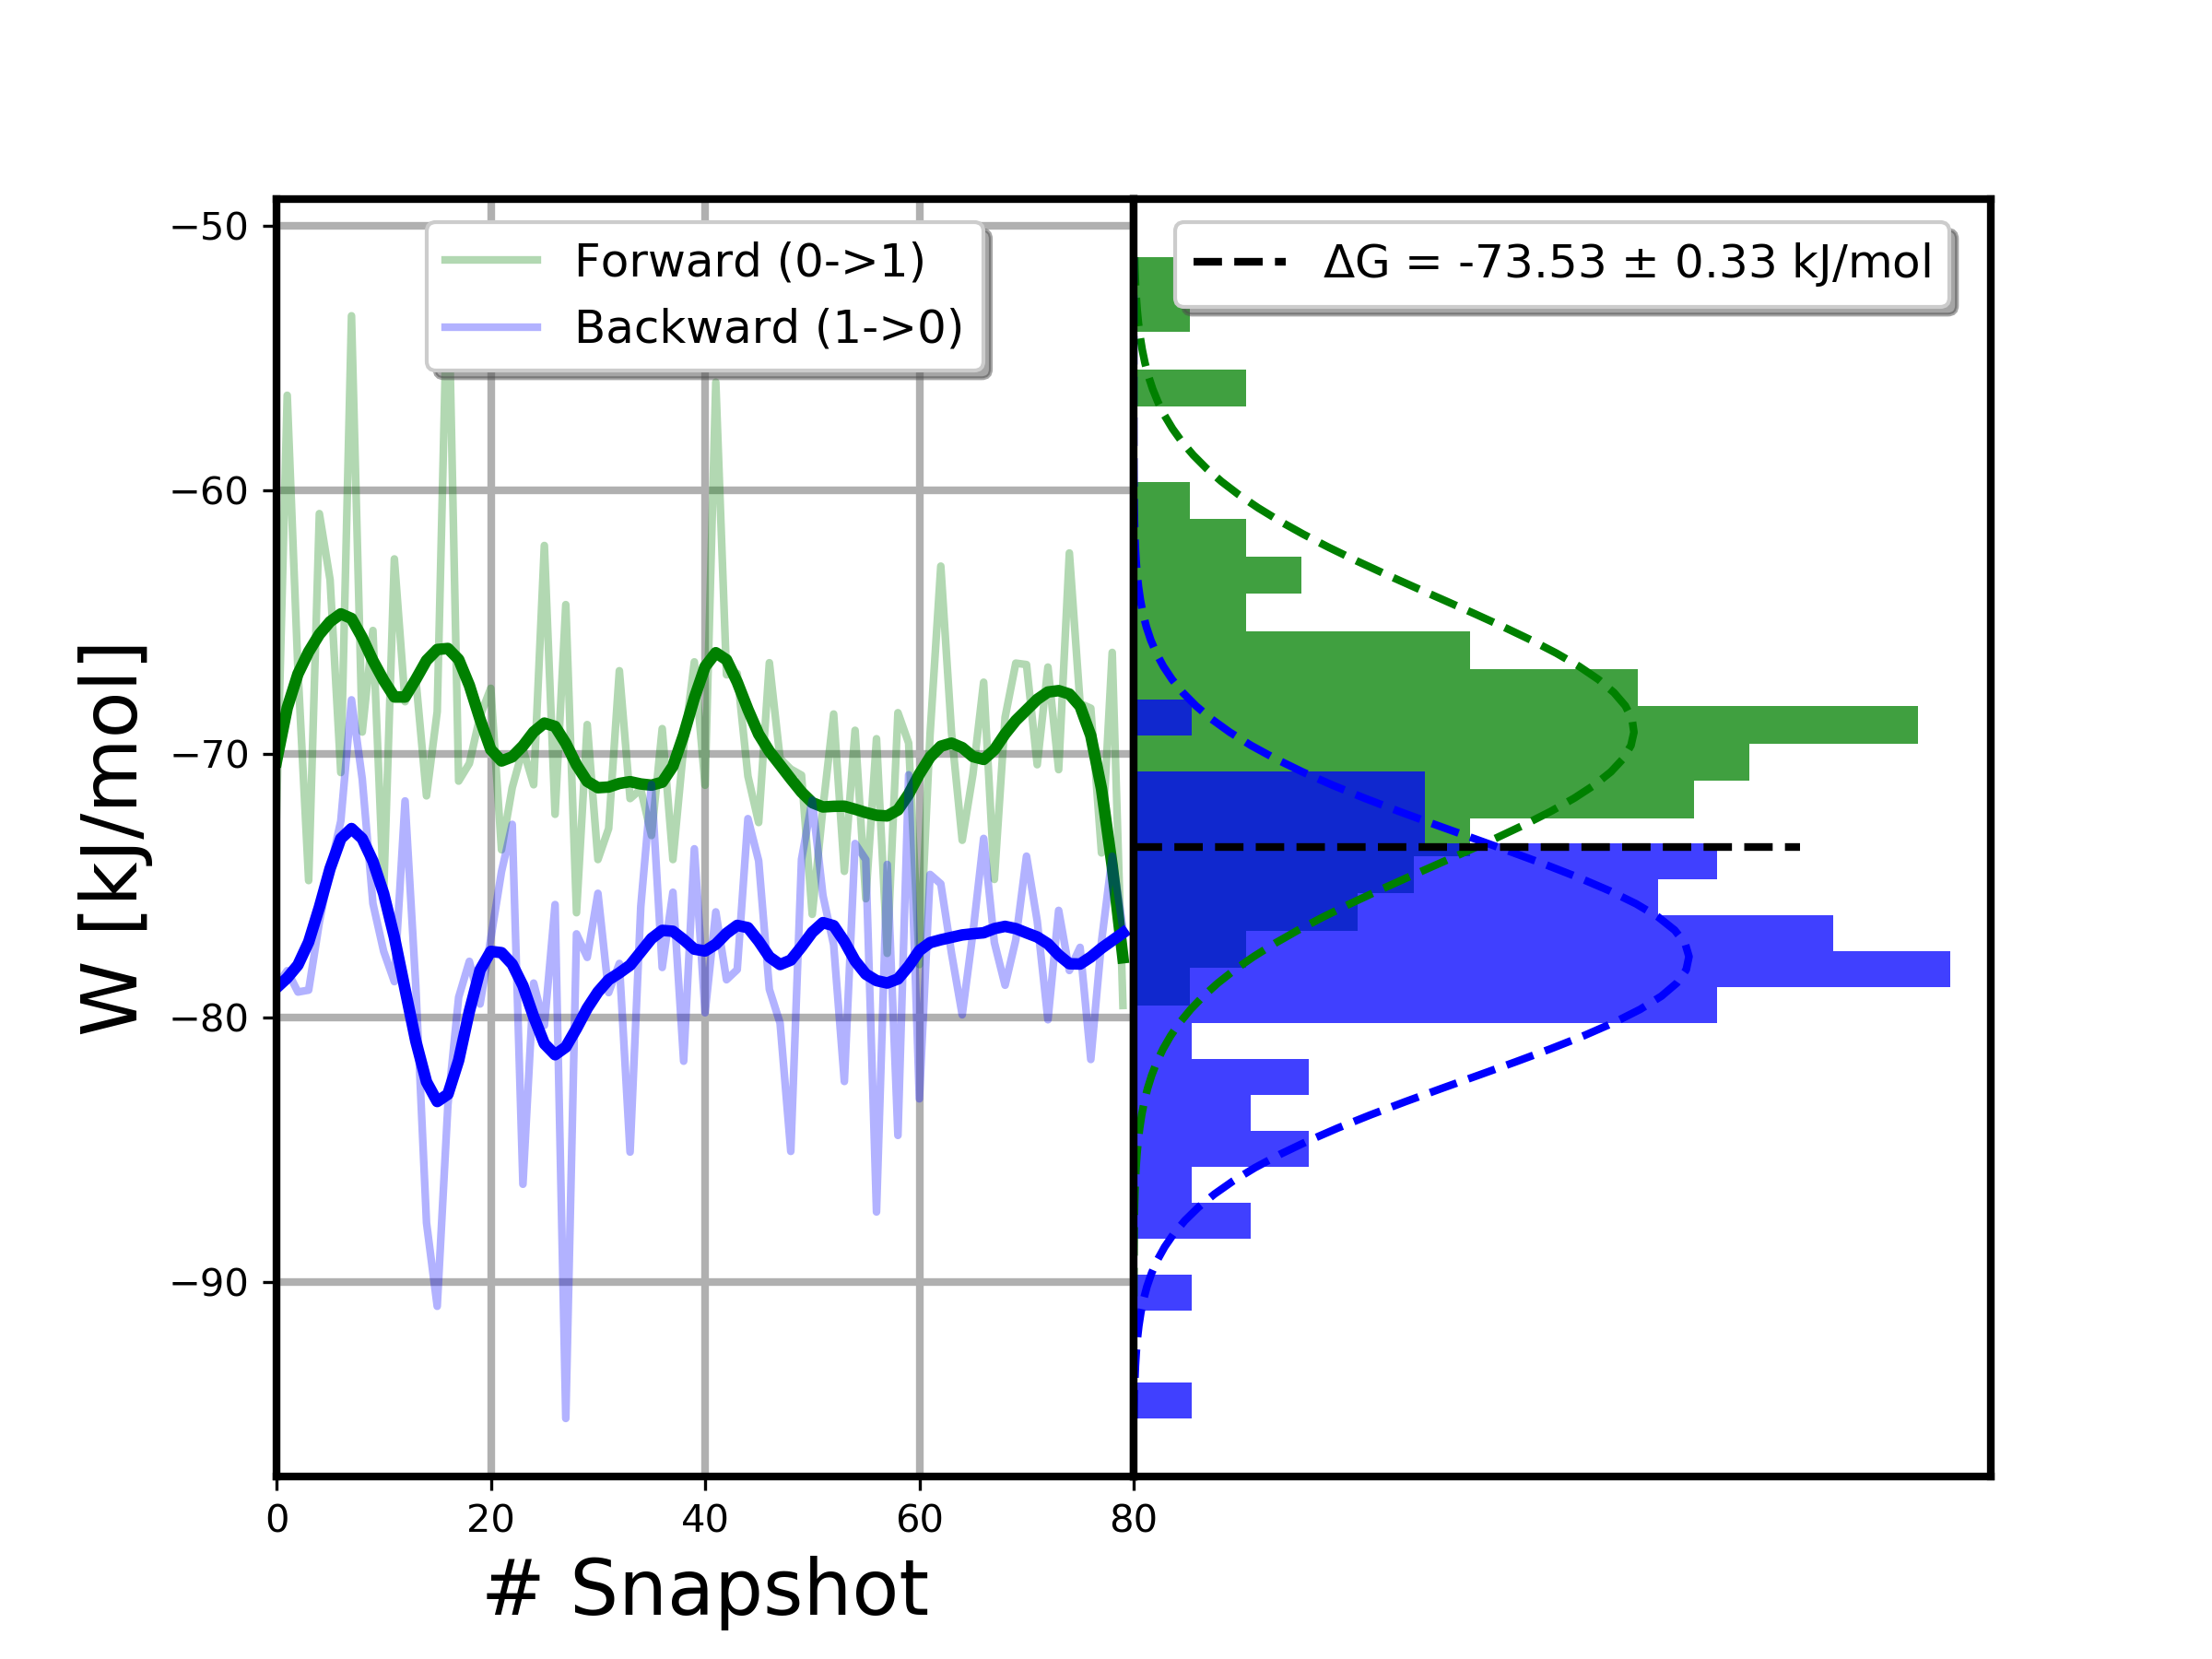 Forward (0->1)
Backward (1->0)
ΔG = -73.53 ± 0.33 kJ/mol
W [kJ/mol]
−50
−60
−70
−80
−90
0 20 40 60 80
# Snapshot